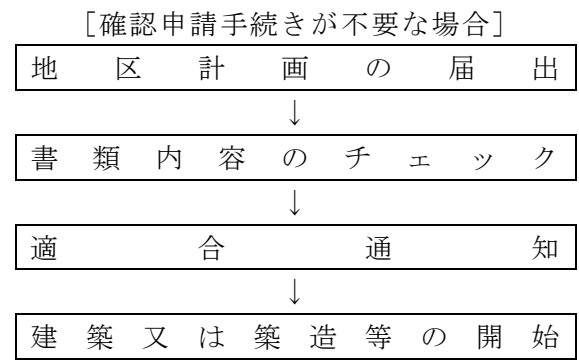 [確認申請手続きが不要な場合]
地区計画の届出
↓
書類内容のチェック
↓
適合通知
↓
建築又は築造等の開始